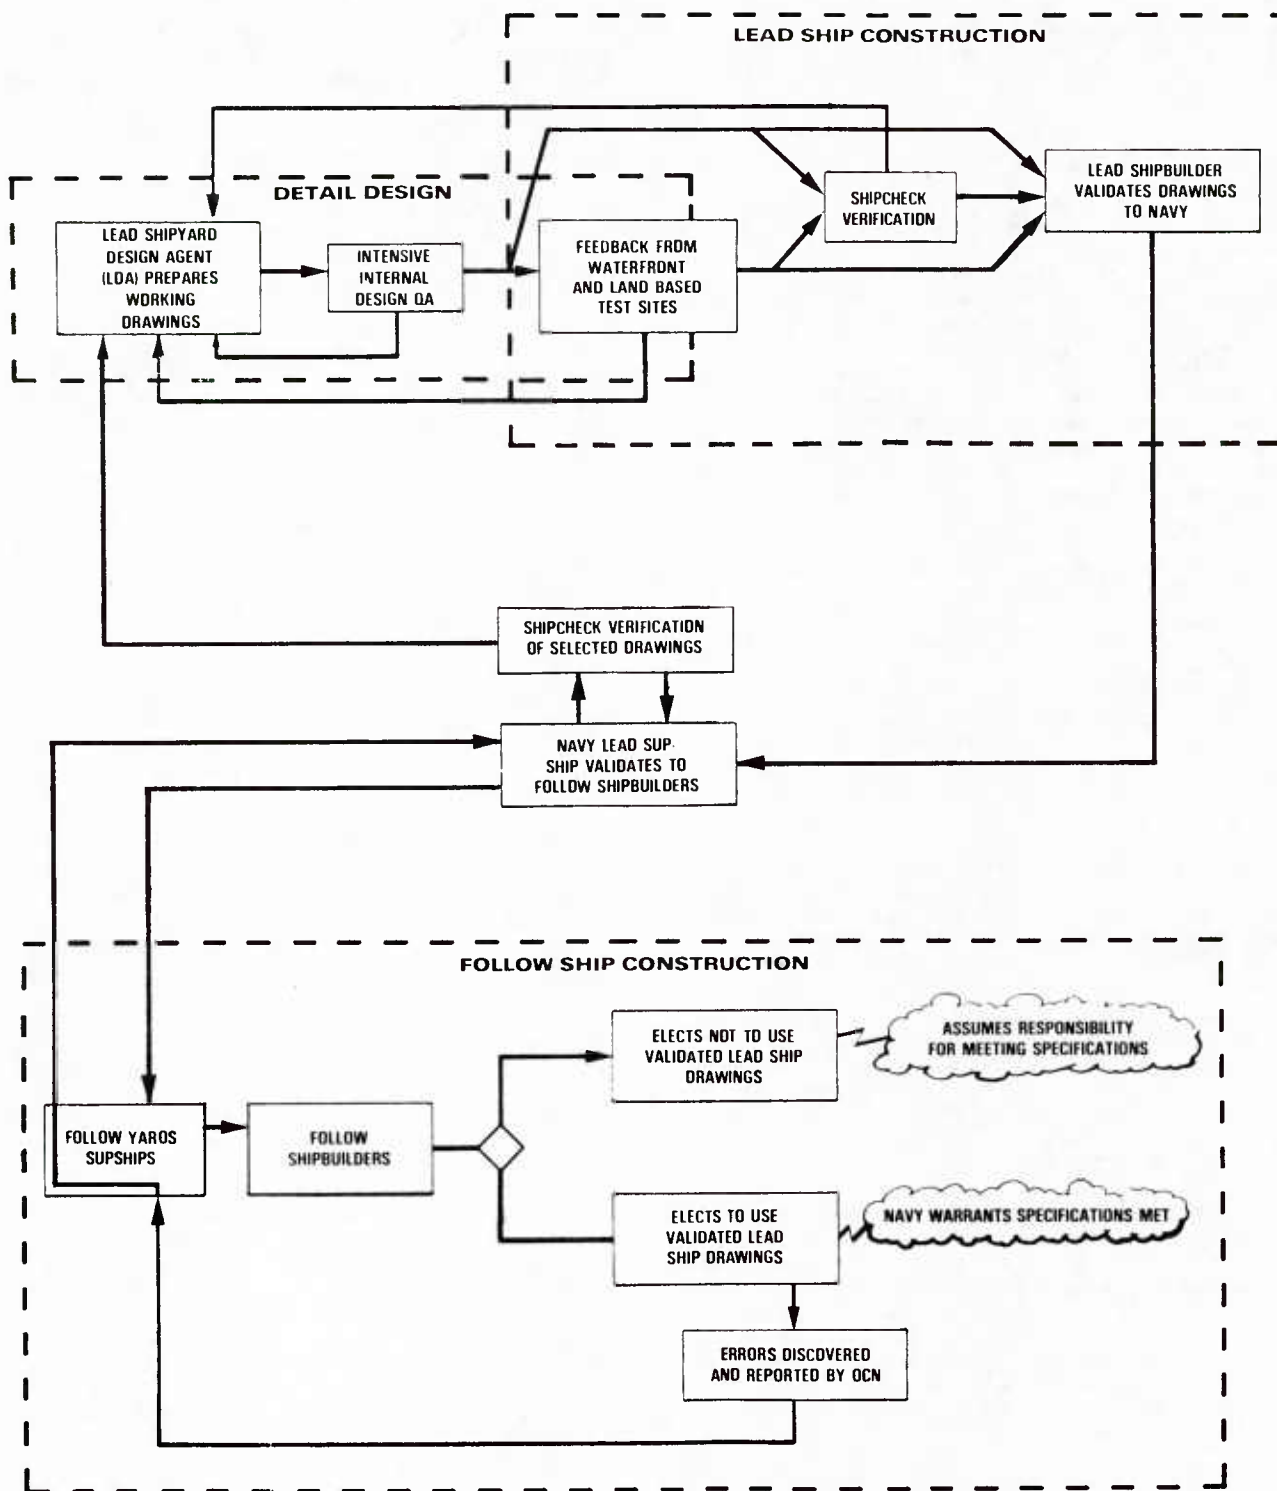 LEAD SHIP CONSTRUCTION
DETAIL DESIGN
LEAD SHIPYARD
DESIGN AGENT
(LDA) PREPARES
WORKING
DRAWINGS
INTENSIVE
INTERNAL
DESIGN QA
FEEDBACK FROM
WATERFRONT
AND LAND BASED
TEST SITES
SHIPCHECK
VERIFICATION
LEAD SHIPBUILDER
VALIDATES DRAWINGS
TO NAVY
SHIPCHECK VERIFICATION
OF SELECTED DRAWINGS
NAVY LEAD SUP-
SHIP VALIDATES TO
FOLLOW SHIPBUILDERS
FOLLOW SHIP CONSTRUCTION
ELECTS NOT TO USE
VALIDATED LEAD SHIP
DRAWINGS
ASSUMES RESPONSIBILITY
FOR MEETING SPECIFICATIONS
FOLLOW YAROS
SUPSHIPS
FOLLOW
SHIPBUILDERS
ELECTS TO USE
VALIDATED LEAD
SHIP DRAWINGS
NAVY WARRANTS SPECIFICATIONS MET
ERRORS DISCOVERED
AND REPORTED BY OCN